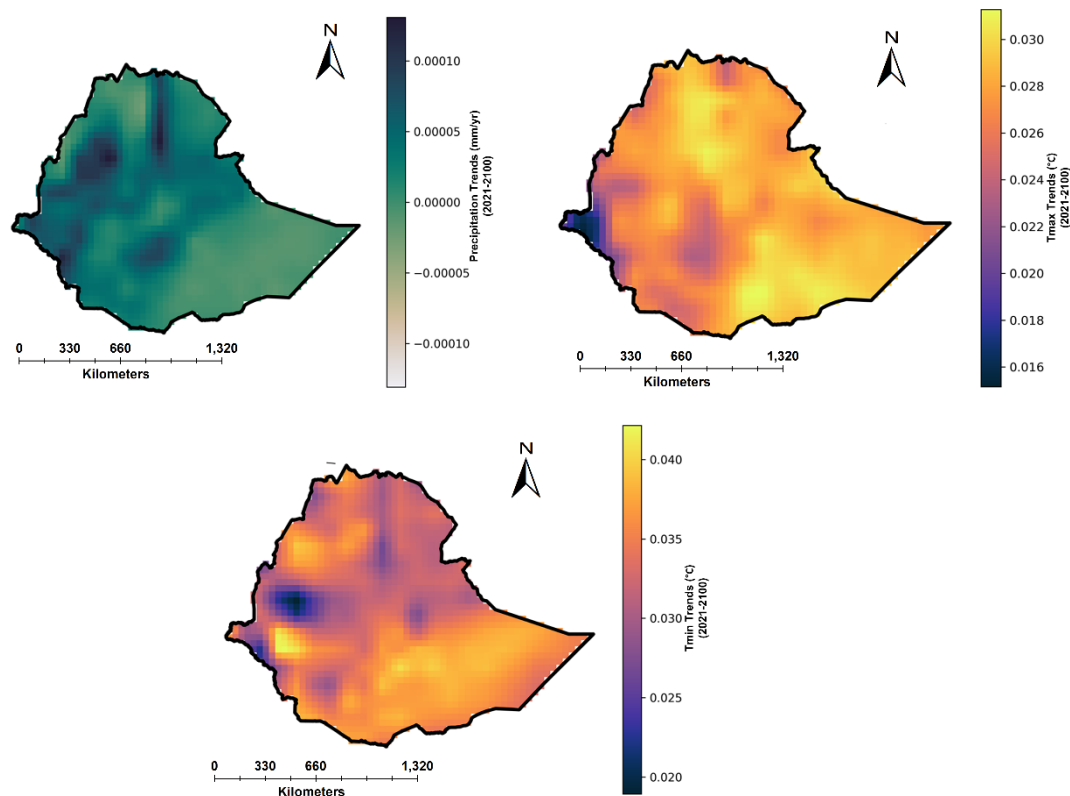 N
0.00010
0.00005
0.00000
−0.00005
−0.00010
Precipitation Trends (mm/yr)
(2021-2100)
0 330 660 1,320
Kilometers
N
0.030
0.028
0.026
0.024
0.022
0.020
0.018
0.016
Tmax Trends (°C)
(2021-2100)
0 330 660 1,320
Kilometers
N
0.040
0.035
0.030
0.025
0.020
Tmin Trends (°C)
(2021-2100)
0 330 660 1,320
Kilometers